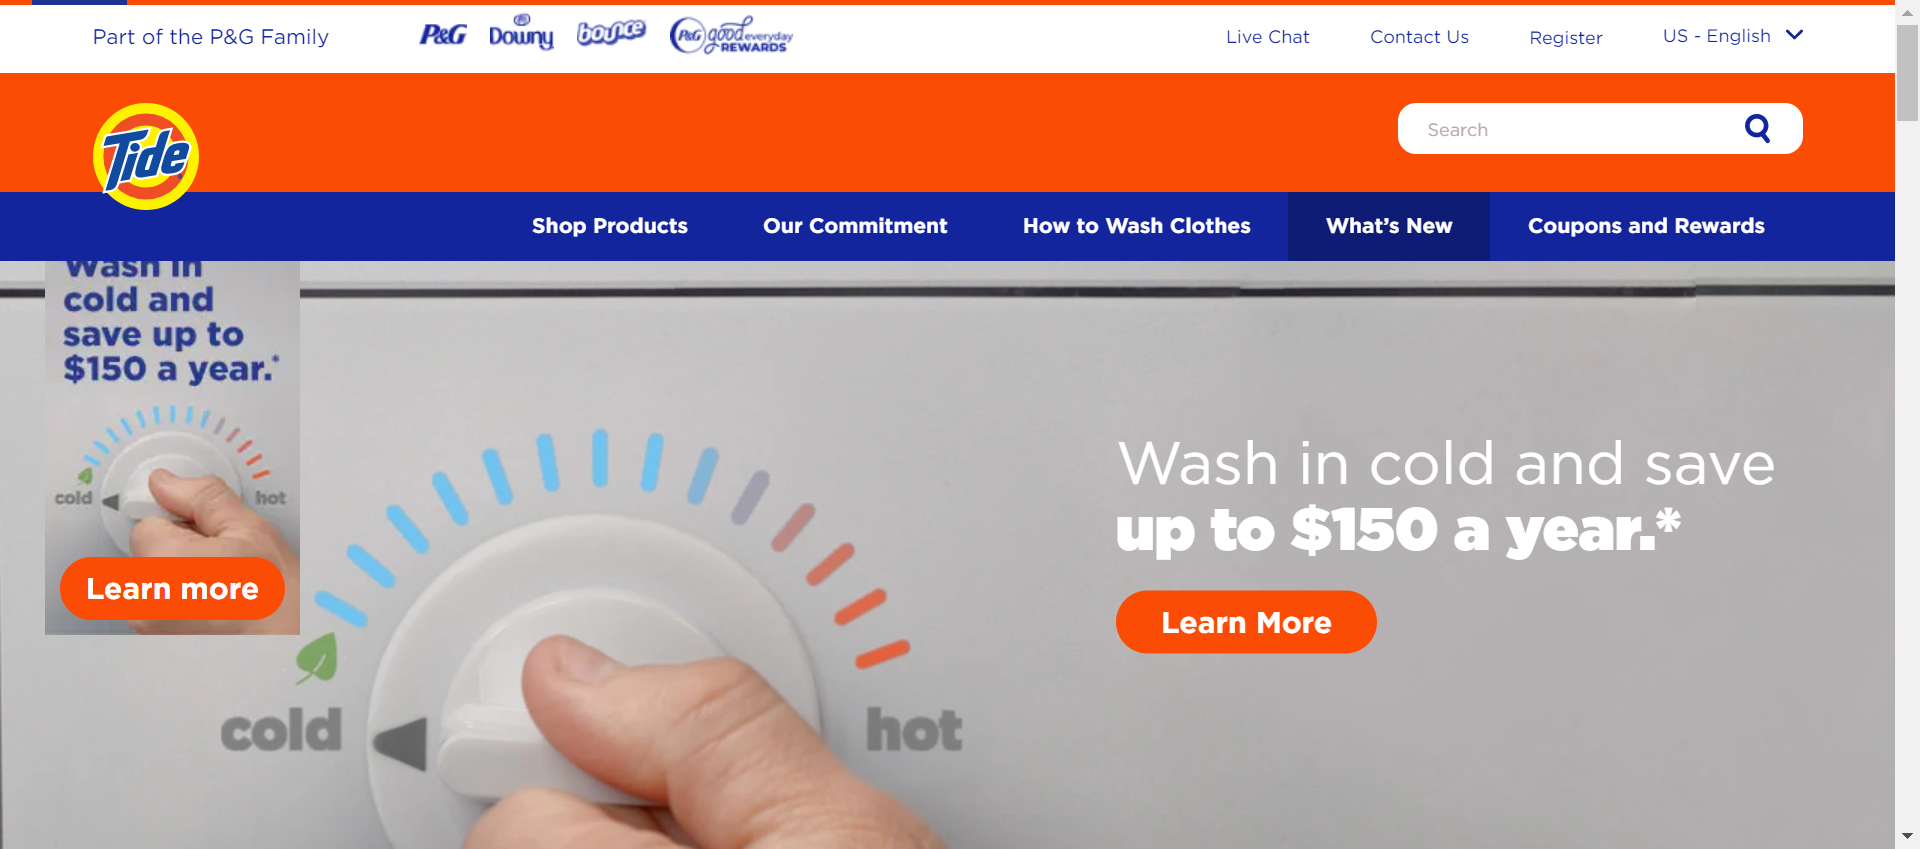 Part of the P&G Family
P&G
Downy
bounce
P&G good everyday
REWARDS
Live Chat
Contact Us
Register
US - English
Tide
Search
Shop Products
Our Commitment
How to Wash Clothes
What's New
Coupons and Rewards
Wash in
cold and
save up to
$150 a year.*
cold
hot
Learn more
Wash in cold and save
up to $150 a year.*
Learn More
cold
hot